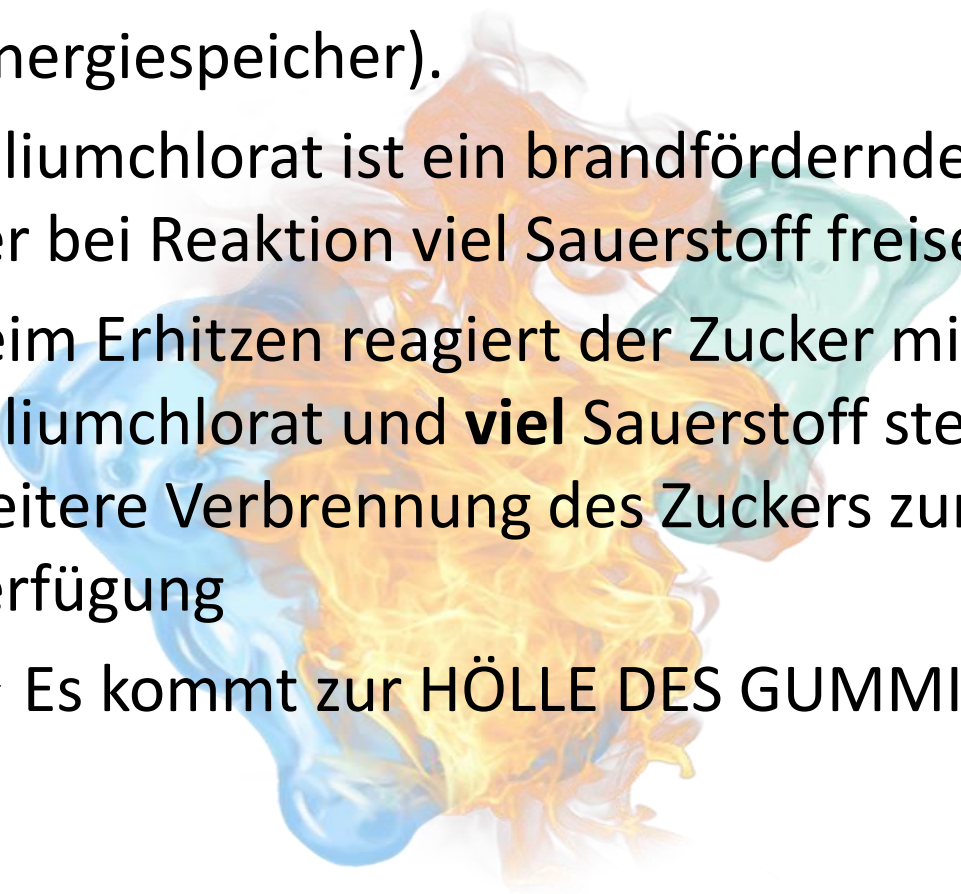 nergiespeicher).
liumchlorat ist ein brandfördernde
er bei Reaktion viel Sauerstoff freise
eim Erhitzen reagiert der Zucker mi
liumchlorat und viel Sauerstoff ste
eitere Verbrennung des Zuckers zur
erfügung
Es kommt zur HÖLLE DES GUMMI